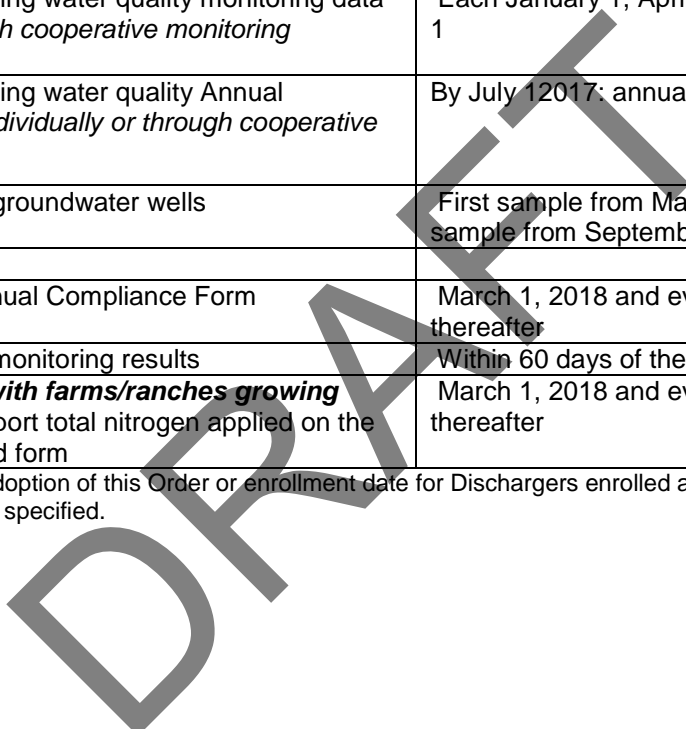 ing water quality monitoring data Each January 1, Apri
h cooperative monitoring 1
ing water quality Annual By July 12017: annua
dividually or through cooperative
groundwater wells First sample from Ma
sample from Septemb
nual Compliance Form March 1, 2018 and ev
thereafter
monitoring results Within 60 days of the
with farms/ranches growing March 1, 2018 and ev
port total nitrogen applied on the thereafter
d form
doption of this Order or enrollment date for Dischargers enrolled a
specified.
DRAFT